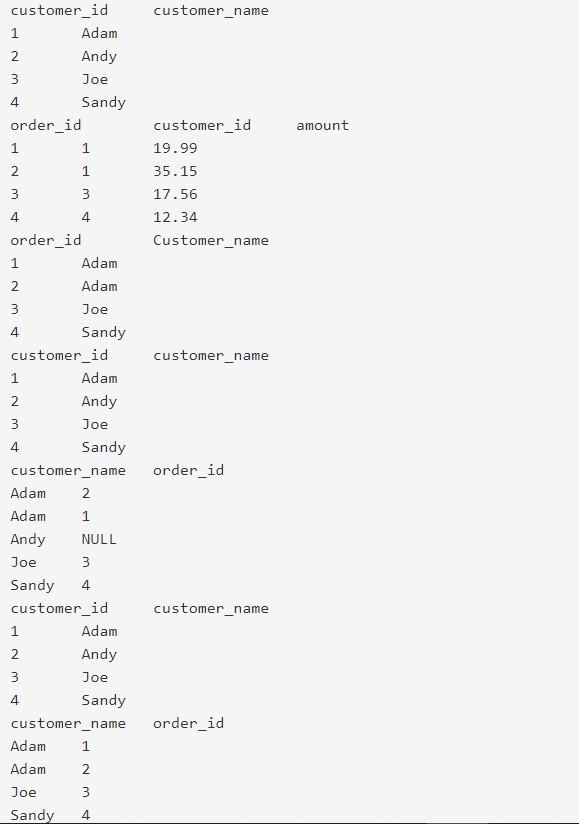 customer_id customer_name
1 Adam
2 Andy
3 Joe
4 Sandy
order_id customer_id amount
1 1 19.99
2 1 35.15
3 3 17.56
4 4 12.34
order_id Customer_name
1 Adam
2 Adam
3 Joe
4 Sandy
customer_id customer_name
1 Adam
2 Andy
3 Joe
4 Sandy
customer_name order_id
Adam 2
Adam 1
Andy NULL
Joe 3
Sandy 4
customer_id customer_name
1 Adam
2 Andy
3 Joe
4 Sandy
customer_name order_id
Adam 1
Adam 2
Joe 3
Sandy 4